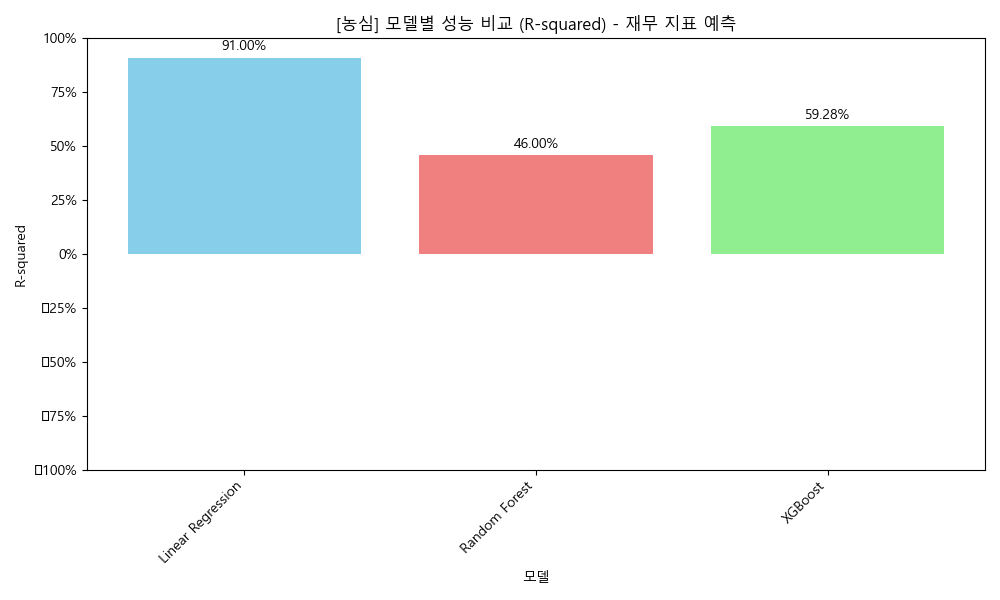 [농심] 모델별 성능 비교 (R-squared) - 재무 지표 예측
100%
75%
50%
25%
0%
▯25%
▯50%
▯75%
▯100%
R-squared
91.00%
46.00%
59.28%
Linear Regression
Random Forest
XGBoost
모델